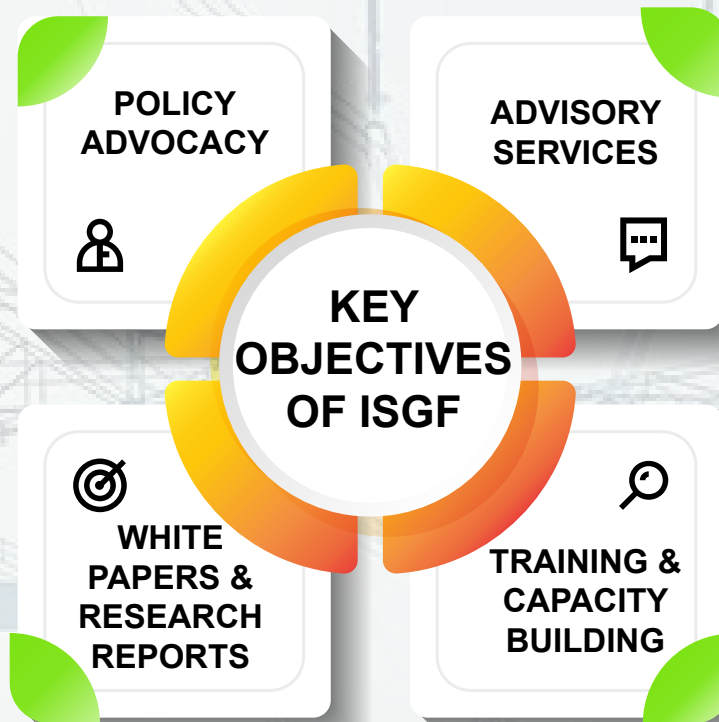 POLICY
ADVOCACY
ADVISORY
SERVICES
KEY
OBJECTIVES
OF ISGF
WHITE
PAPERS &
RESEARCH
REPORTS
TRAINING &
CAPACITY
BUILDING